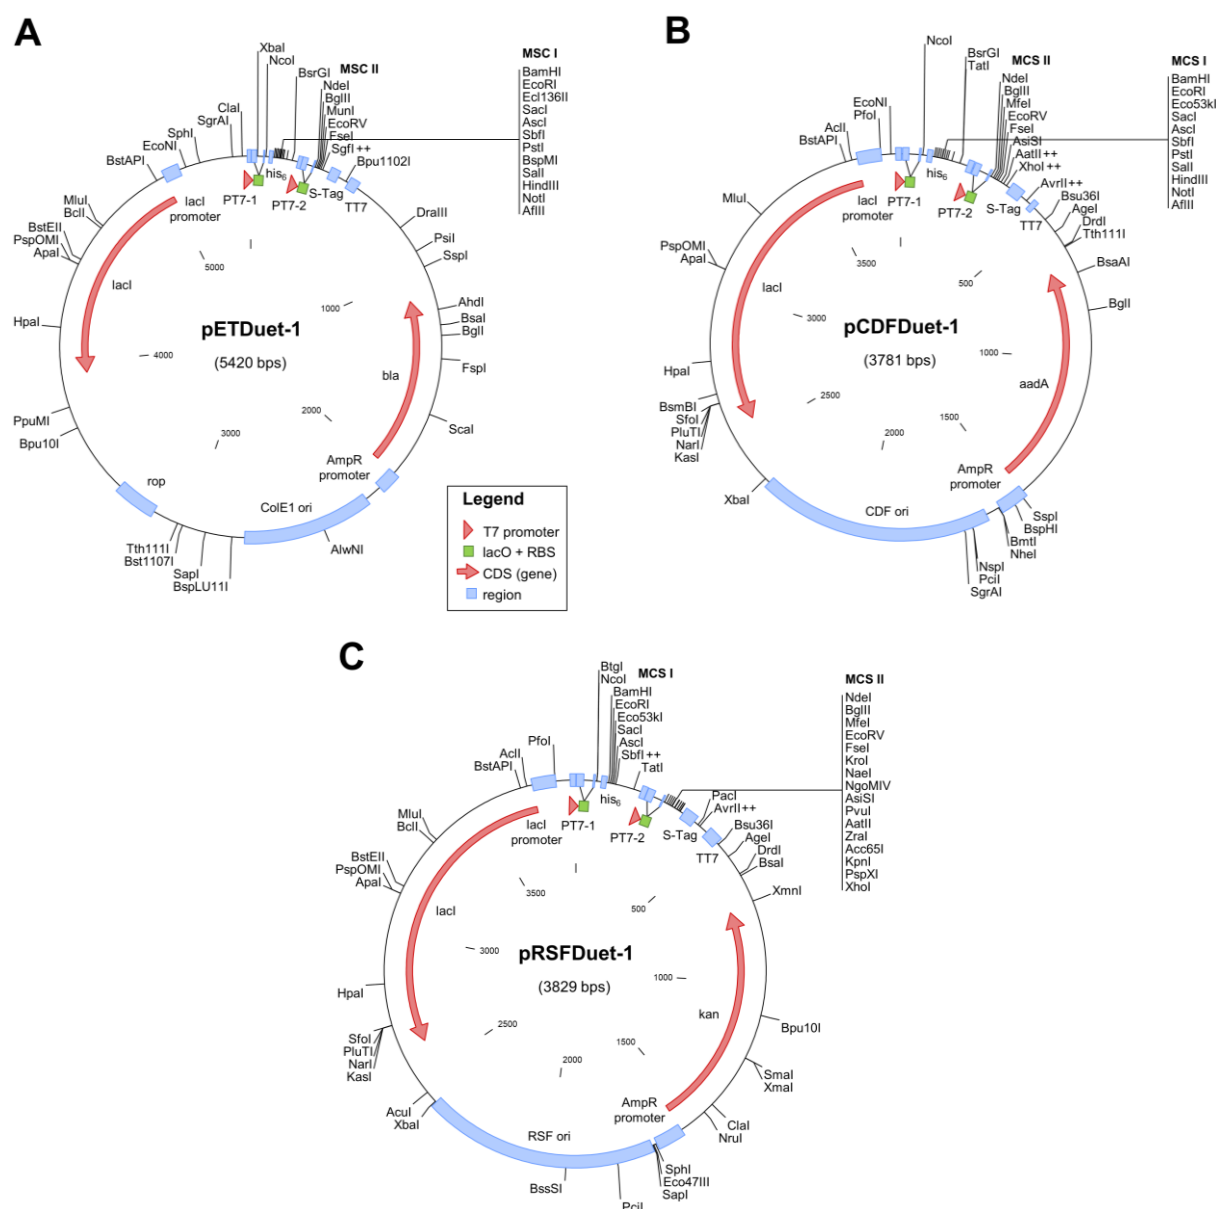 A
XbaI
NcoI
MSC II
BsrGI
NdeI
BglII
MunI
EcoRV
FseI
SgfI ++
Bpu1102I
MSC I
BamHI
EcoRI
Ecl136II
SacI
AscI
SbfI
PstI
BspMI
SalI
HindIII
NotI
AflII
ClaI
SgrAI
SphI
EcoNI
BstAPI
MluI
BclI
BstEII
PspOMI
ApaI
HpaI
PpuMI
Bpu10I
his6
PT7-1
PT7-2
S-Tag
TT7
lacI
promoter
lacI
DraIII
PsiI
SspI
AhdI
BsaI
BglI
FspI
ScaI
5000
1000
4000
2000
3000
pETDuet-1
(5420 bps)
bla
AmpR
promoter
rop
ColE1 ori
Tth111I
Bst1107I
SapI
BspLU11I
AlwNI
Legend
T7 promoter
lacO + RBS
CDS (gene)
region
B
NcoI
BsrGI
TatI
MCS II
NdeI
BglII
MfeI
EcoRV
FseI
AsiSI
AatII ++
XhoI ++
AvrII ++
Bsu36I
AgeI
DrdI
Tth111I
BsaAI
BglI
MCS I
BamHI
EcoRI
Eco53kI
SacI
AscI
SbfI
PstI
SalI
HindIII
NotI
AflII
EcoNI
PfoI
AclI
BstAPI
MluI
PspOMI
ApaI
HpaI
BsmBI
SfoI
PluTI
NarI
KasI
XbaI
his6
PT7-1
PT7-2
S-Tag
TT7
lacI
promoter
lacI
3500
500
3000
1000
2500
1500
2000
pCDFDuet-1
(3781 bps)
aadA
AmpR
promoter
CDF ori
SspI
BspHI
BmtI
NheI
NspI
PciI
SgrAI
C
BtgI
NcoI
MCS I
BamHI
EcoRI
Eco53kI
SacI
AscI
SbfI ++
TatI
MCS II
NdeI
BglII
MfeI
EcoRV
FseI
KroI
NaeI
NgoMIV
AsiSI
PvuI
AatII
ZraI
Acc65I
KpnI
PspXI
XhoI
PfoI
AclI
BstAPI
MluI
BclI
BstEII
PspOMI
ApaI
HpaI
SfoI
PluTI
NarI
KasI
AcuI
XbaI
his6
PT7-1
PT7-2
S-Tag
TT7
PacI
AvrII ++
Bsu36I
AgeI
DrdI
BsaI
XmnI
Bpu10I
SmaI
XmaI
ClaI
NruI
lacI
promoter
lacI
3500
500
3000
1000
2500
1500
2000
pRSFDuet-1
(3829 bps)
kan
AmpR
promoter
RSF ori
SphI
Eco47III
SapI
BssSI
PciI